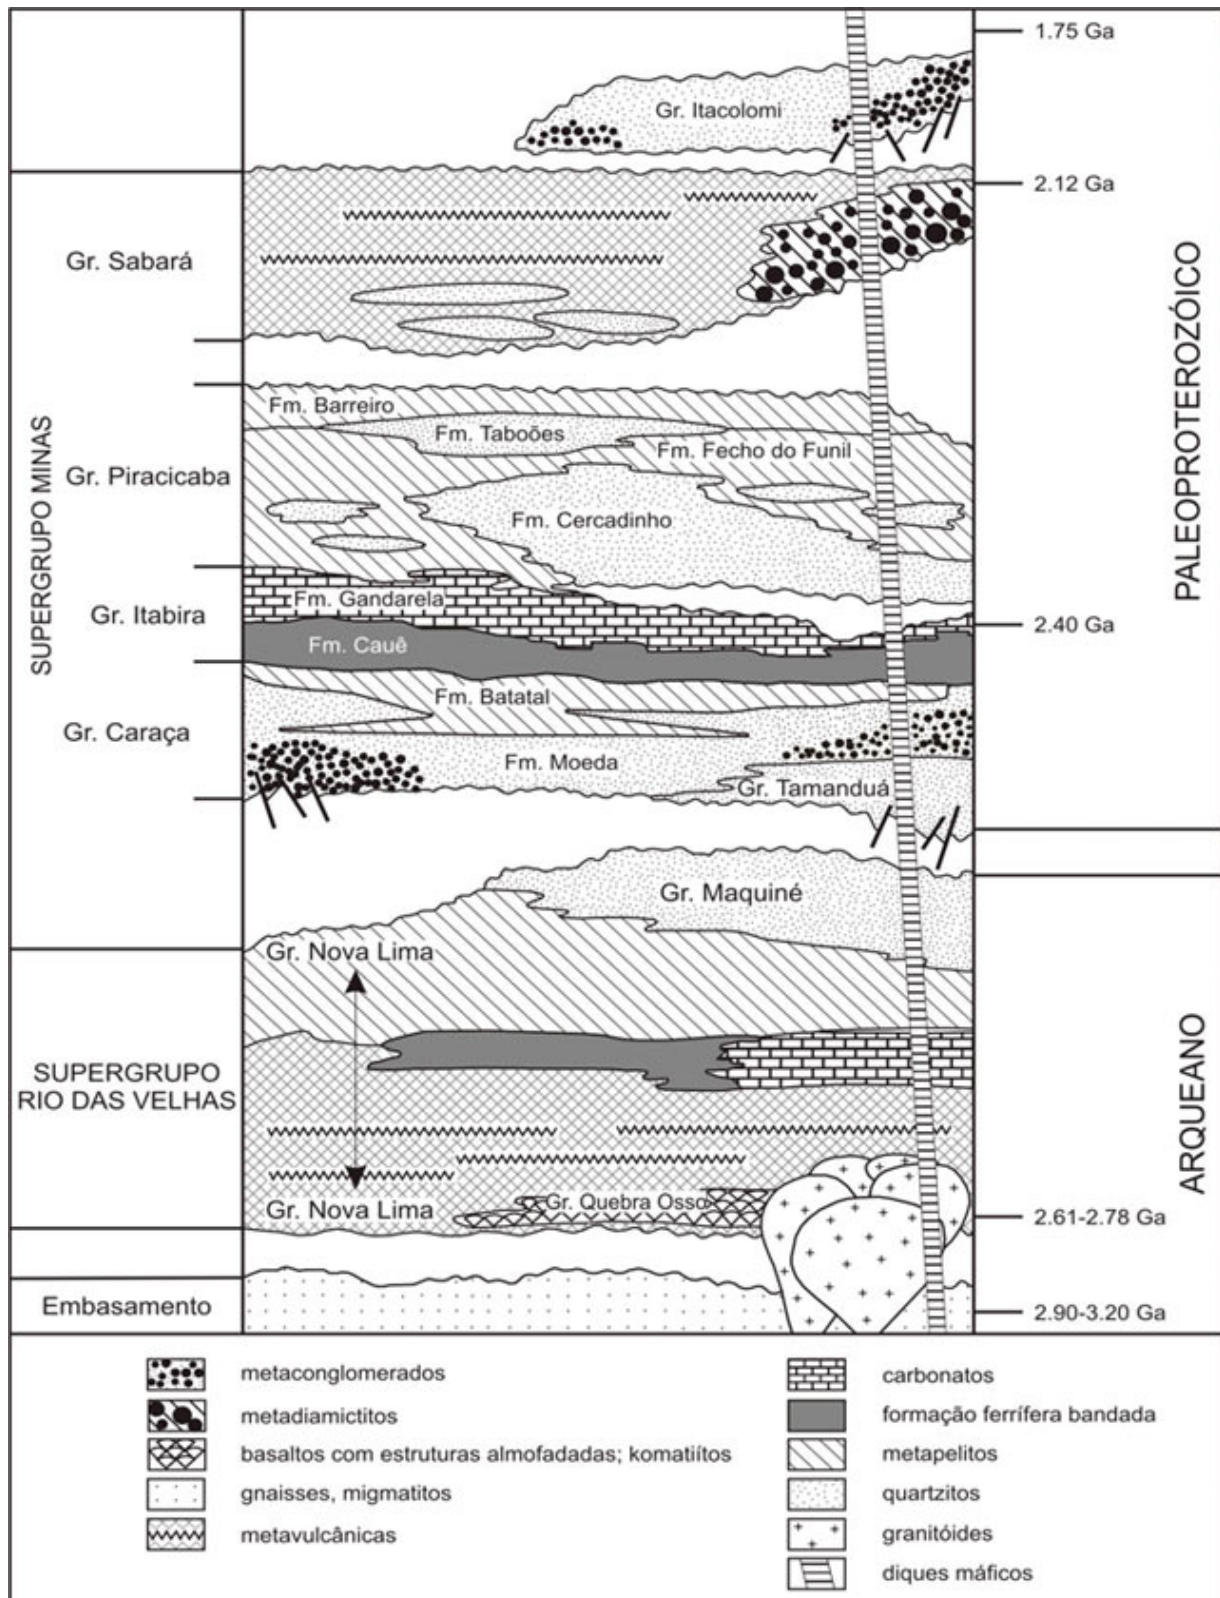 1.75 Ga
Gr. Itacolomi
2.12 Ga
Gr. Sabará
PALEOPROTEROZÓICO
SUPERGRUPO MINAS
Fm. Barreiro
Fm. Taboões
Fm. Fecho do Funil
Gr. Piracicaba
Fm. Cercadinho
Fm. Gandarela
Gr. Itabira
2.40 Ga
Fm. Cauê
Fm. Batatal
Gr. Caraça
Fm. Moeda
Gr. Tamanduá
Gr. Maquiné
Gr. Nova Lima
ARQUEANO
SUPERGRUPO
RIO DAS VELHAS
Gr. Quebra Osso
Gr. Nova Lima
2.61-2.78 Ga
Embasamento
2.90-3.20 Ga
metaconglomerados
metadiamictitos
basaltos com estruturas almofadadas; komatiítos
gnaisses, migmatitos
metavulcânicas
carbonatos
formação ferrífera bandada
metapelitos
quartzitos
granitóides
diques máficos